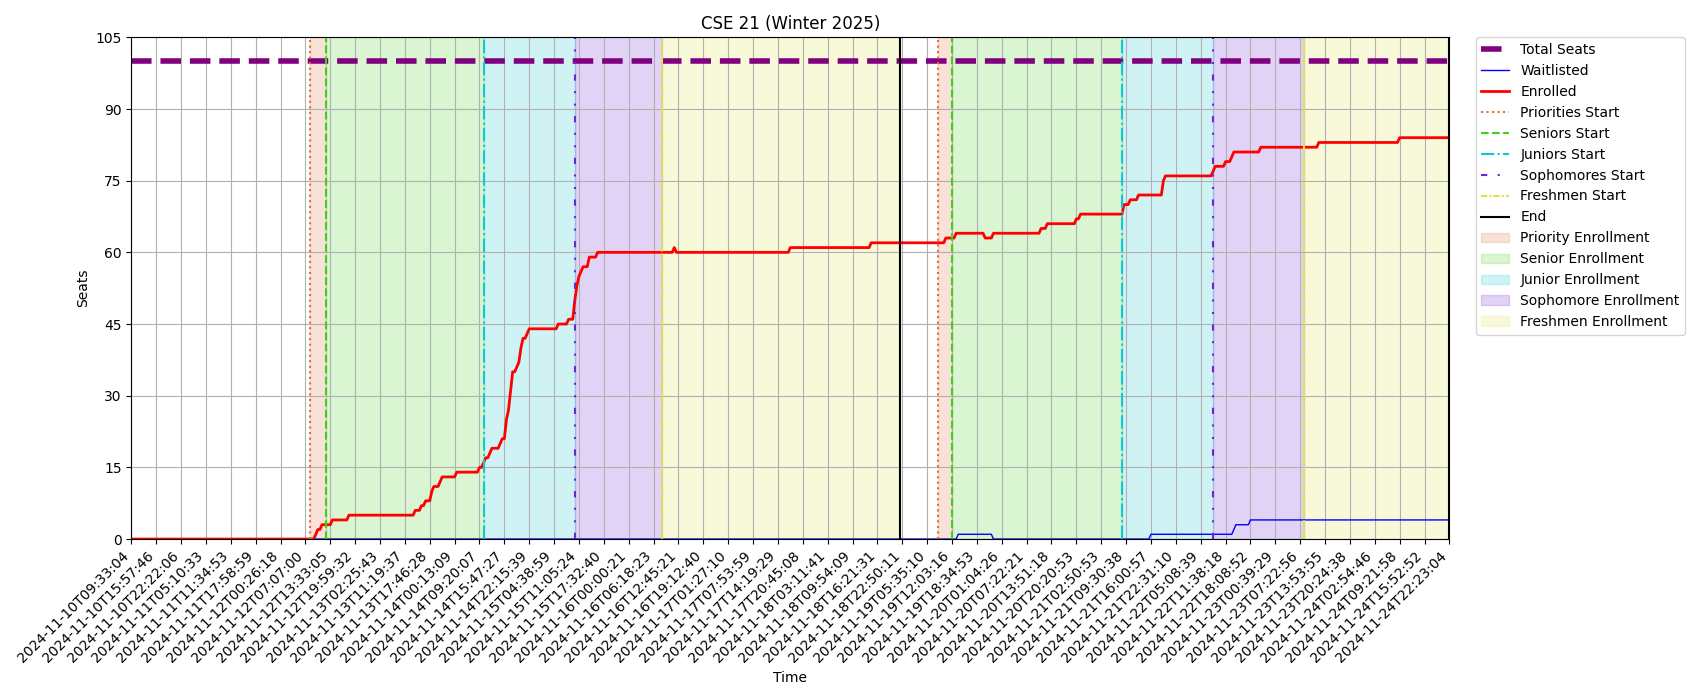 CSE 21 (Winter 2025)
105
90
75
60
45
30
15
0
Seats
2024-11-10T09:33:04
2024-11-10T15:57:46
2024-11-10T22:22:06
2024-11-11T05:10:33
2024-11-11T11:34:53
2024-11-11T17:58:59
2024-11-12T00:26:18
2024-11-12T07:07:00
2024-11-12T13:33:05
2024-11-12T19:59:32
2024-11-13T02:25:43
2024-11-13T11:19:37
2024-11-13T17:46:28
2024-11-14T00:13:09
2024-11-14T09:20:07
2024-11-14T15:47:27
2024-11-14T22:15:39
2024-11-15T04:38:59
2024-11-15T11:05:24
2024-11-15T17:32:40
2024-11-16T00:00:21
2024-11-16T06:18:23
2024-11-16T12:45:21
2024-11-16T19:12:40
2024-11-17T01:27:10
2024-11-17T07:53:59
2024-11-17T14:19:29
2024-11-17T20:45:08
2024-11-18T03:11:41
2024-11-18T09:54:09
2024-11-18T16:21:31
2024-11-18T22:50:11
2024-11-19T05:35:10
2024-11-19T12:03:16
2024-11-19T18:34:53
2024-11-20T01:04:26
2024-11-20T07:22:21
2024-11-20T13:51:18
2024-11-20T20:20:53
2024-11-21T02:50:53
2024-11-21T09:30:38
2024-11-21T16:00:57
2024-11-21T22:31:10
2024-11-22T05:08:39
2024-11-22T11:38:18
2024-11-22T18:08:52
2024-11-23T00:39:29
2024-11-23T07:22:56
2024-11-23T13:53:55
2024-11-23T20:24:38
2024-11-24T02:54:46
2024-11-24T09:21:58
2024-11-24T15:52:52
2024-11-24T22:23:04
Time
Total Seats
Waitlisted
Enrolled
Priorities Start
Seniors Start
Juniors Start
Sophomores Start
Freshmen Start
End
Priority Enrollment
Senior Enrollment
Junior Enrollment
Sophomore Enrollment
Freshmen Enrollment